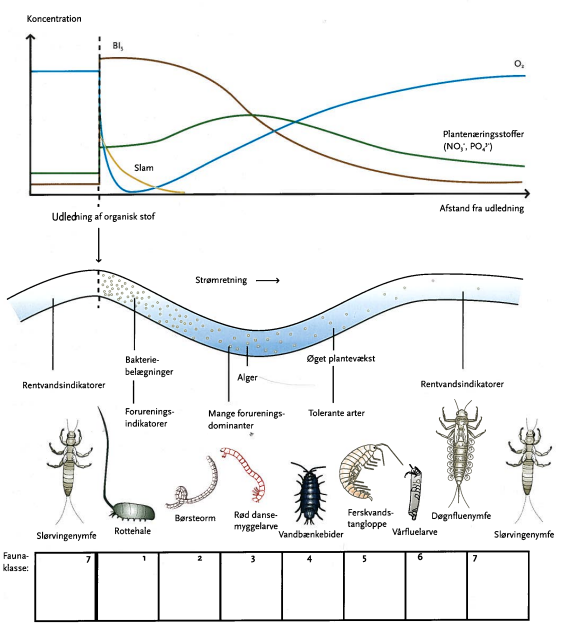 Koncentration
BI₅
O₂
Plantenæringsstoffer
(NO₃⁻, PO₄³⁻)
Slam
Afstand fra udledning
Udledning af organisk stof
Strømretning
Bakterie-
belægninger
Øget plantevækst
Alger
Rentvandsindikatorer
Rentvandsindikatorer
Forurenings-
indikatorer
Mange forurenings-
dominanter
Tolerante arter
Slørvingenymfe
Rottehale
Børsteorm
Rød danse-
myggelarve
Vandbænkebider
Ferskvands-
tangloppe
Vårfluelarve
Døgnfluenymfe
Slørvingenymfe
Fauna-
klasse:
7 1 2 3 4 5 6 7